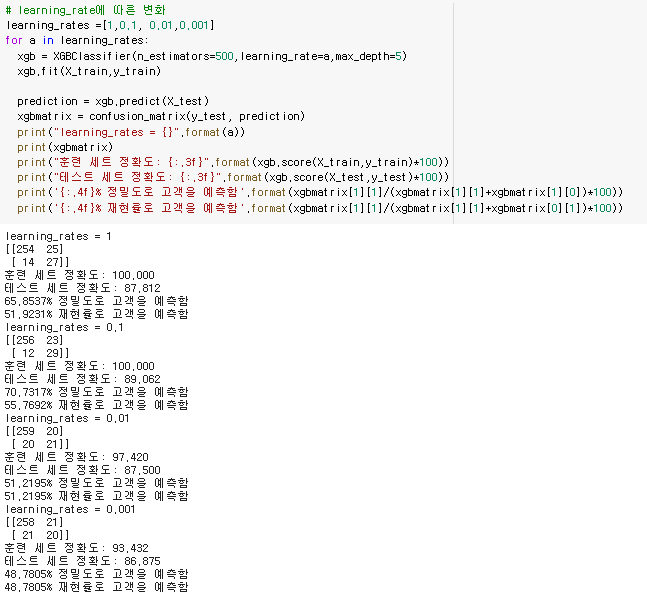 # learning_rate에 따른 변화
learning_rates =[1,0.1, 0.01,0.001]
for a in learning_rates:
  xgb = XGBClassifier(n_estimators=500,learning_rate=a,max_depth=5)
  xgb.fit(X_train,y_train)

  prediction = xgb.predict(X_test)
  xgbmatrix = confusion_matrix(y_test, prediction)
  print("learning_rates = {}".format(a))
  print(xgbmatrix)
  print("훈련 세트 정확도: {:.3f}".format(xgb.score(X_train,y_train)*100))
  print("테스트 세트 정확도: {:.3f}".format(xgb.score(X_test,y_test)*100))
  print('{:.4f}% 정밀도로 고객을 예측함'.format(xgbmatrix[1][1]/(xgbmatrix[1][1]+xgbmatrix[1][0])*100))
  print('{:.4f}% 재현률로 고객을 예측함'.format(xgbmatrix[1][1]/(xgbmatrix[1][1]+xgbmatrix[0][1])*100))
learning_rates = 1
[[254  25]
 [ 14  27]]
훈련 세트 정확도: 100.000
테스트 세트 정확도: 87.812
65.8537% 정밀도로 고객을 예측함
51.9231% 재현률로 고객을 예측함
learning_rates = 0.1
[[256  23]
 [ 12  29]]
훈련 세트 정확도: 100.000
테스트 세트 정확도: 89.062
70.7317% 정밀도로 고객을 예측함
55.7692% 재현률로 고객을 예측함
learning_rates = 0.01
[[259  20]
 [ 20  21]]
훈련 세트 정확도: 97.420
테스트 세트 정확도: 87.500
51.2195% 정밀도로 고객을 예측함
51.2195% 재현률로 고객을 예측함
learning_rates = 0.001
[[258  21]
 [ 21  20]]
훈련 세트 정확도: 93.432
테스트 세트 정확도: 86.875
48.7805% 정밀도로 고객을 예측함
48.7805% 재현률로 고객을 예측함